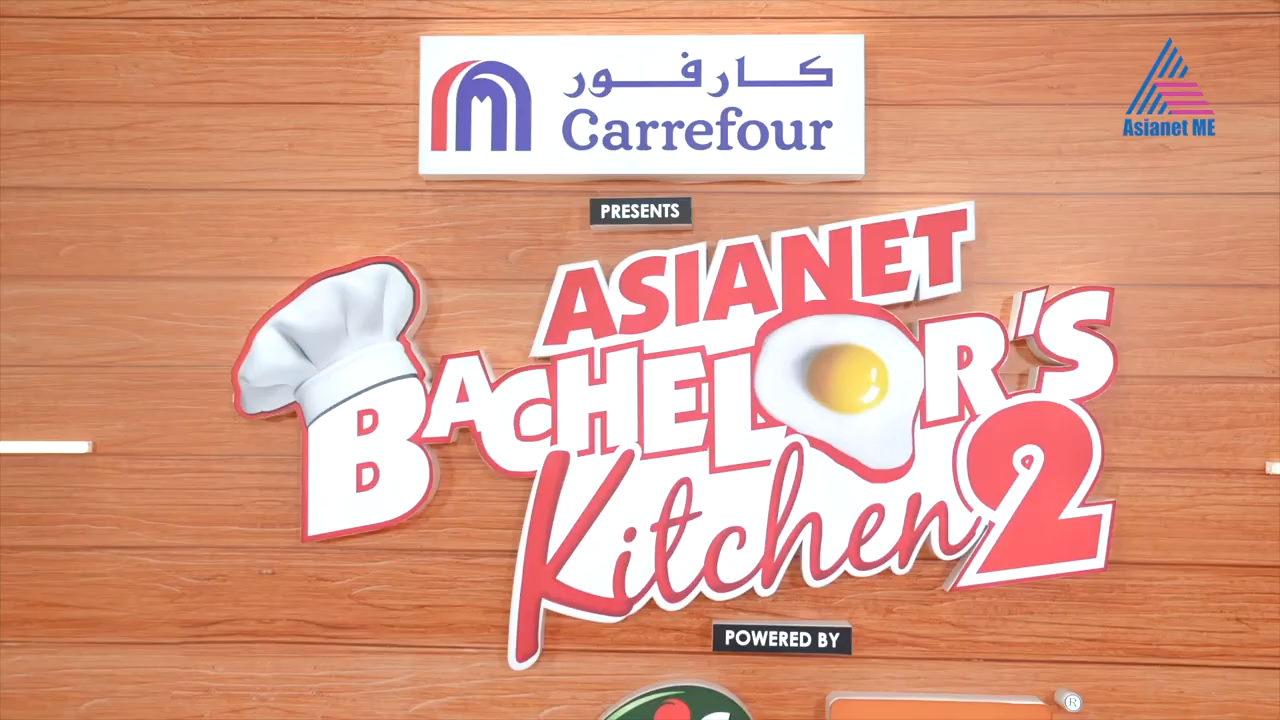 كارفور
Carrefour
Asianet ME
PRESENTS
ASIANET
BACHELOR'S
Kitchen 2
POWERED BY
®